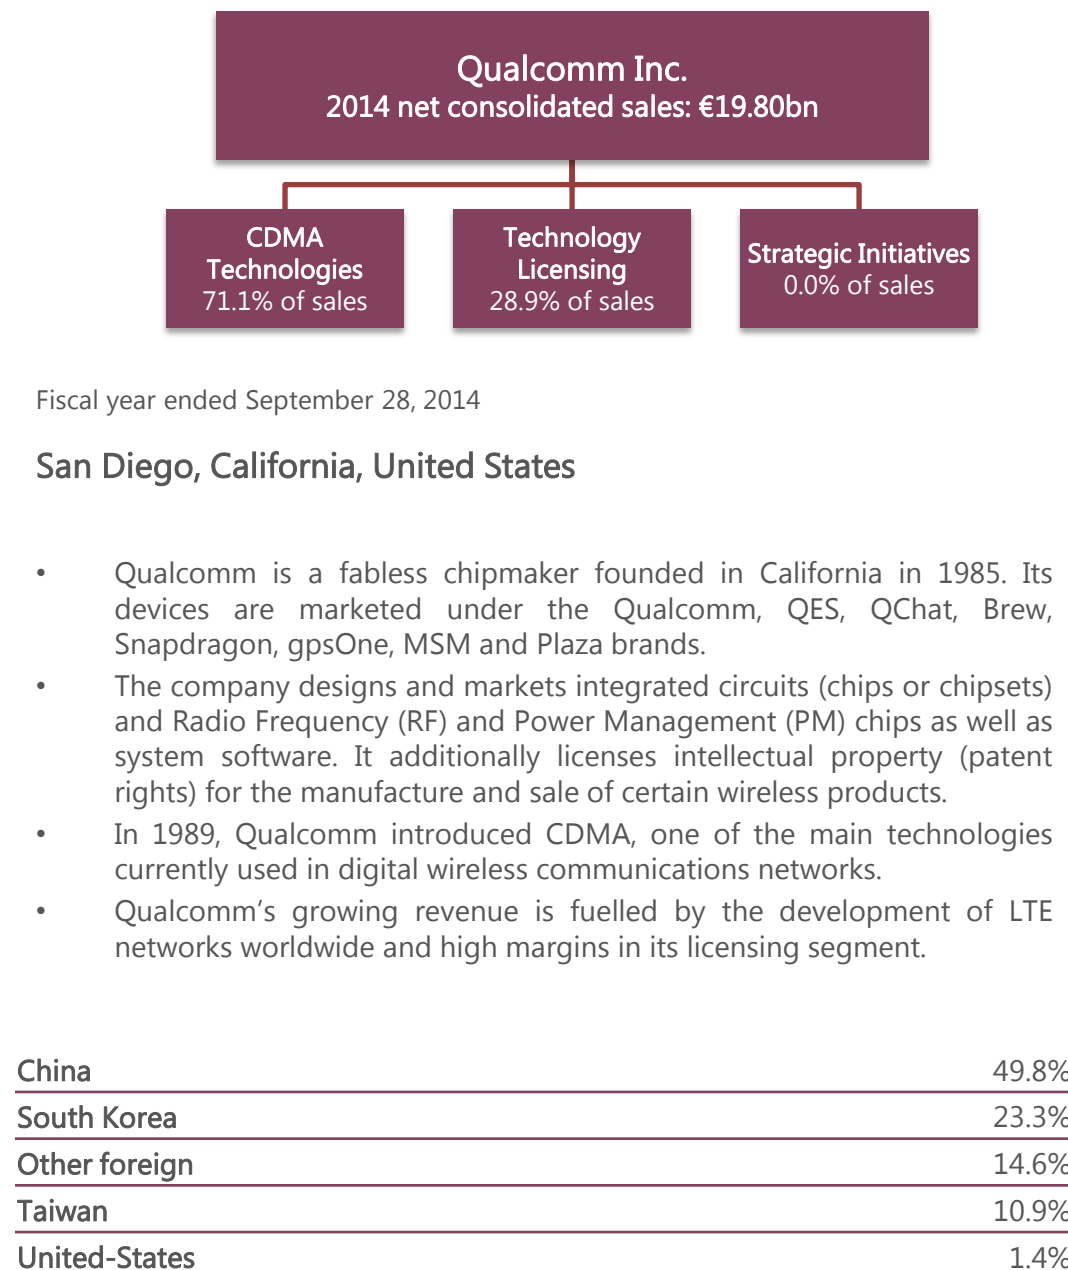 Qualcomm Inc.
2014 net consolidated sales: €19.80bn
CDMA
Technologies
71.1% of sales
Technology
Licensing
28.9% of sales
Strategic Initiatives
0.0% of sales
Fiscal year ended September 28, 2014
San Diego, California, United States
• Qualcomm is a fabless chipmaker founded in California in 1985. Its
devices are marketed under the Qualcomm, QES, QChat, Brew,
Snapdragon, gpsOne, MSM and Plaza brands.
• The company designs and markets integrated circuits (chips or chipsets)
and Radio Frequency (RF) and Power Management (PM) chips as well as
system software. It additionally licenses intellectual property (patent
rights) for the manufacture and sale of certain wireless products.
• In 1989, Qualcomm introduced CDMA, one of the main technologies
currently used in digital wireless communications networks.
• Qualcomm’s growing revenue is fuelled by the development of LTE
networks worldwide and high margins in its licensing segment.
China 49.8%
South Korea 23.3%
Other foreign 14.6%
Taiwan 10.9%
United-States 1.4%